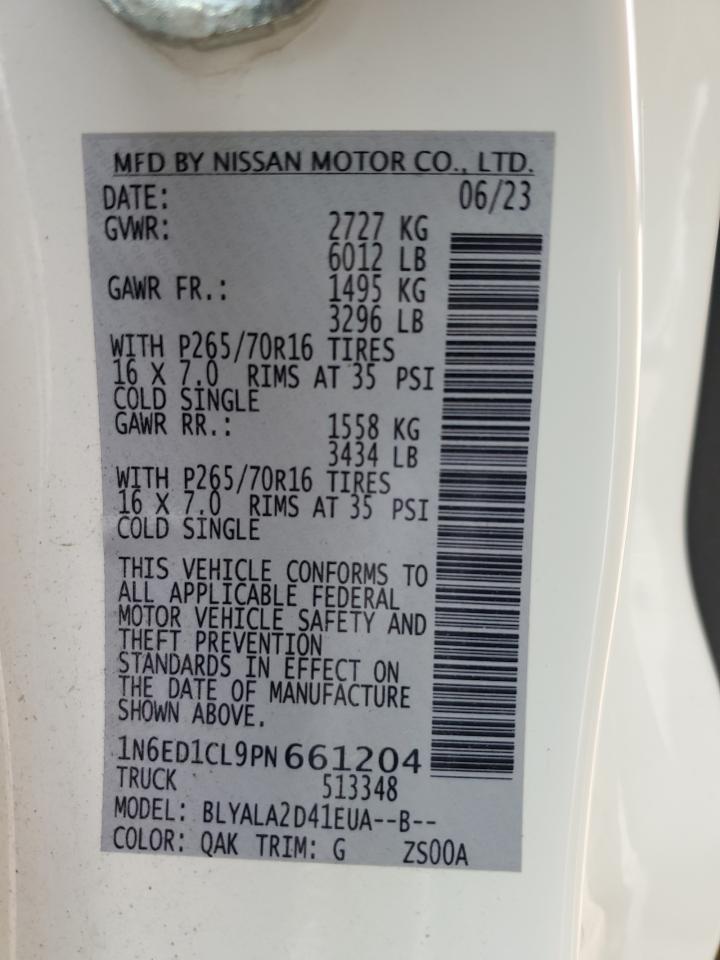 MFD BY NISSAN MOTOR CO., LTD.
DATE: 06/23
GVWR: 2727 KG
6012 LB
GAWR FR.: 1495 KG
3296 LB
WITH P265/70R16 TIRES
16 X 7.0 RIMS AT 35 PSI
COLD SINGLE
GAWR RR.: 1558 KG
3434 LB
WITH P265/70R16 TIRES
16 X 7.0 RIMS AT 35 PSI
COLD SINGLE
THIS VEHICLE CONFORMS TO
ALL APPLICABLE FEDERAL
MOTOR VEHICLE SAFETY AND
THEFT PREVENTION
STANDARDS IN EFFECT ON
THE DATE OF MANUFACTURE
SHOWN ABOVE.
1N6ED1CL9PN661204
TRUCK 513348
MODEL: BLYALA2D41EUA--B--
COLOR: QAK TRIM: G ZS00A